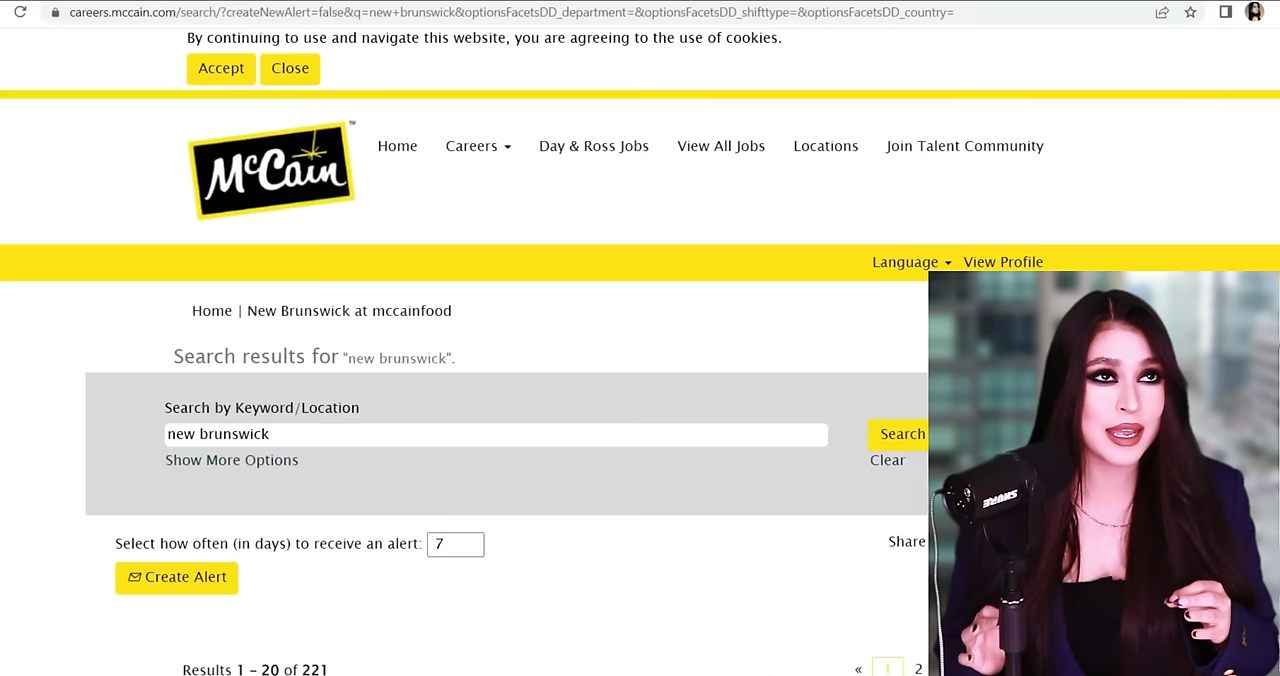 careers.mccain.com/search/?createNewAlert=false&q=new+brunswick&optionsFacetsDD_department=&optionsFacetsDD_shifttype=&optionsFacetsDD_country=
By continuing to use and navigate this website, you are agreeing to the use of cookies.
Accept Close
McCain ™
Home Careers Day & Ross Jobs View All Jobs Locations Join Talent Community
Language View Profile
Home | New Brunswick at mccainfood
Search results for "new brunswick".
Search by Keyword/Location
new brunswick
Search
Show More Options
Clear
SHURE
Select how often (in days) to receive an alert: 7
Share
Create Alert
Results 1 – 20 of 221
« 1 2